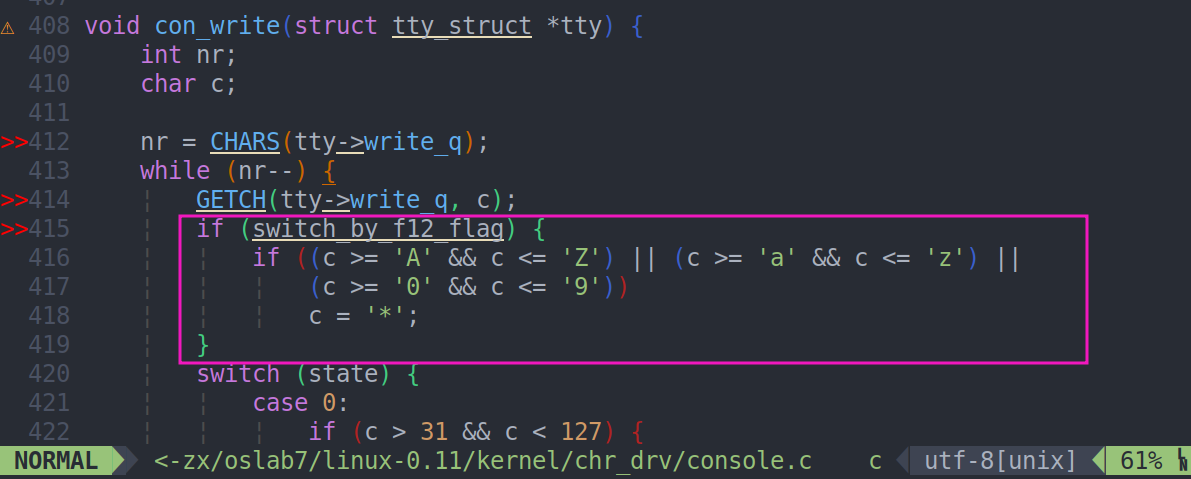 407
⚠ 408 void con_write(struct tty_struct *tty) {
409     int nr;
410     char c;
411
>>412     nr = CHARS(tty->write_q);
413     while (nr--) {
>>414         GETCH(tty->write_q, c);
>>415         if (switch_by_f12_flag) {
416             if ((c >= 'A' && c <= 'Z') || (c >= 'a' && c <= 'z') ||
417                 (c >= '0' && c <= '9'))
418                 c = '*';
419         }
420         switch (state) {
421             case 0:
422                 if (c > 31 && c < 127) {
NORMAL <-zx/oslab7/linux-0.11/kernel/chr_drv/console.c c utf-8[unix] 61% LN